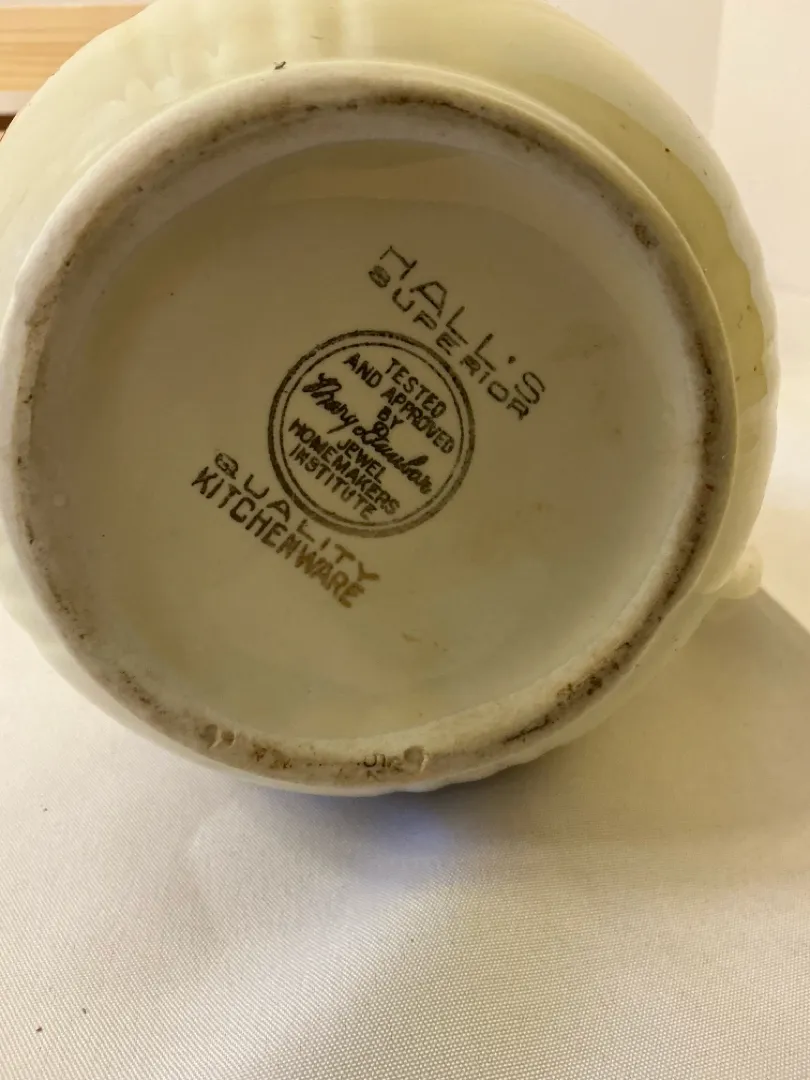 HALL'S
SUPERIOR
TESTED
AND APPROVED
BY
Mary Dunbar
JEWEL
HOMEMAKERS
INSTITUTE
QUALITY
KITCHENWARE